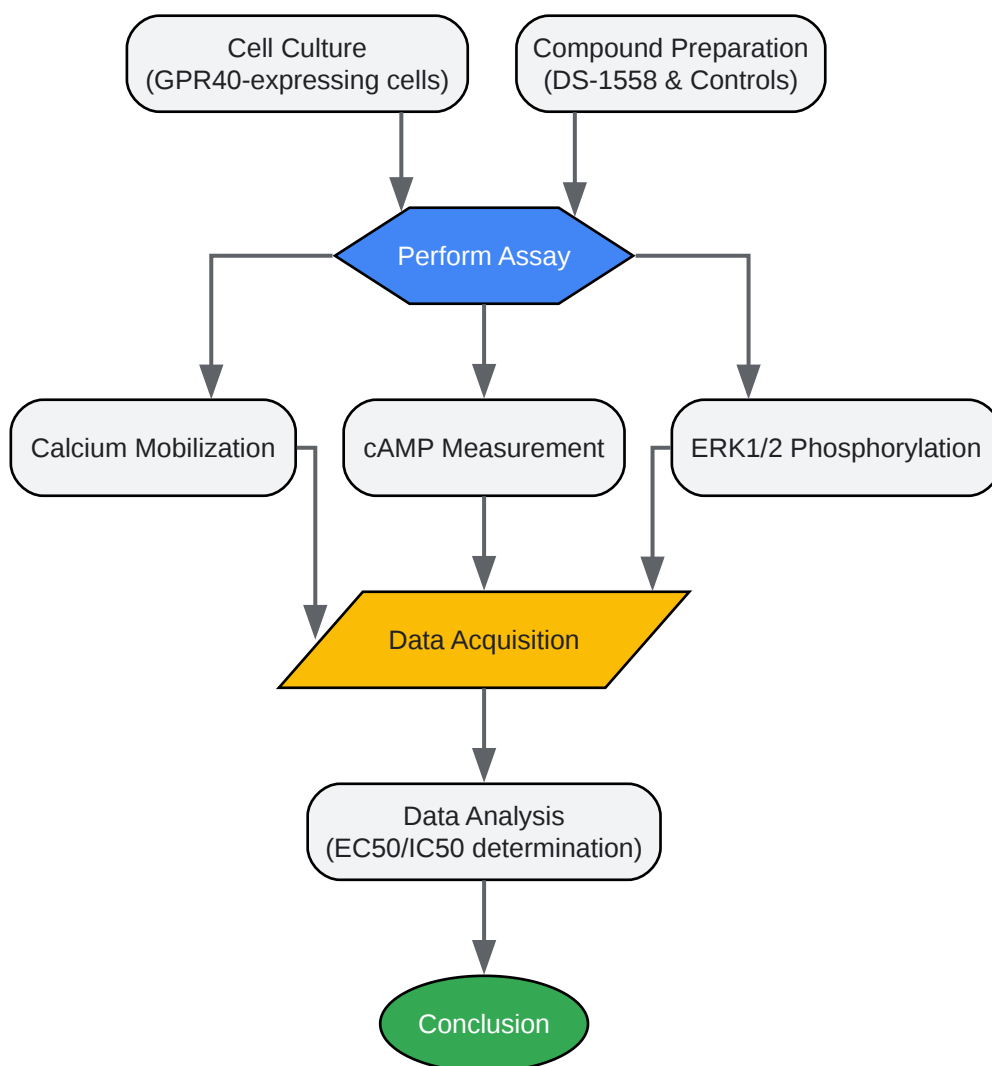 Cell Culture
(GPR40-expressing cells)
Compound Preparation
(DS-1558 & Controls)
Perform Assay
Calcium Mobilization
cAMP Measurement
ERK1/2 Phosphorylation
Data Acquisition
Data Analysis
(EC50/IC50 determination)
Conclusion